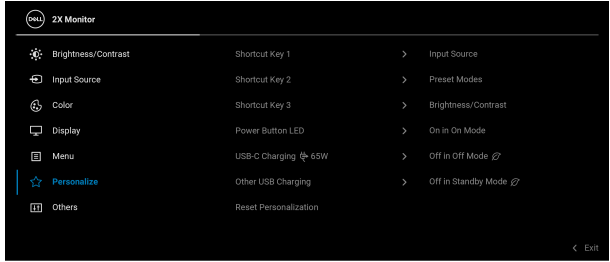 DELL 2X Monitor
Brightness/Contrast Shortcut Key 1 > Input Source
Input Source Shortcut Key 2 > Preset Modes
Color Shortcut Key 3 > Brightness/Contrast
Display Power Button LED > On in On Mode
Menu USB-C Charging 65W > Off in Off Mode
Personalize Other USB Charging > Off in Standby Mode
Others Reset Personalization
< Exit